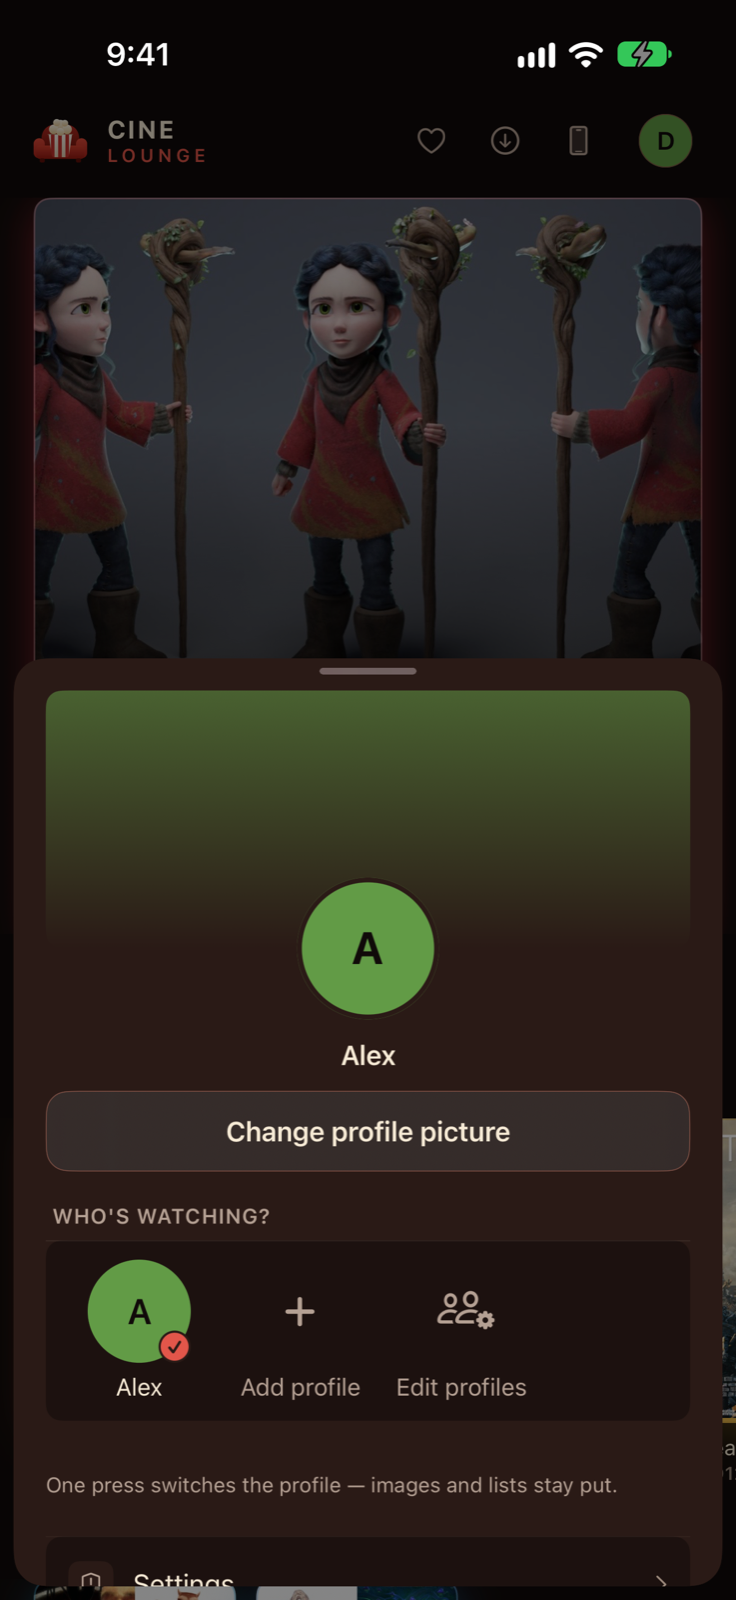 9:41
CINE
LOUNGE
D
A
Alex
Change profile picture
WHO'S WATCHING?
A
Alex
Add profile
Edit profiles
One press switches the profile — images and lists stay put.
Settings